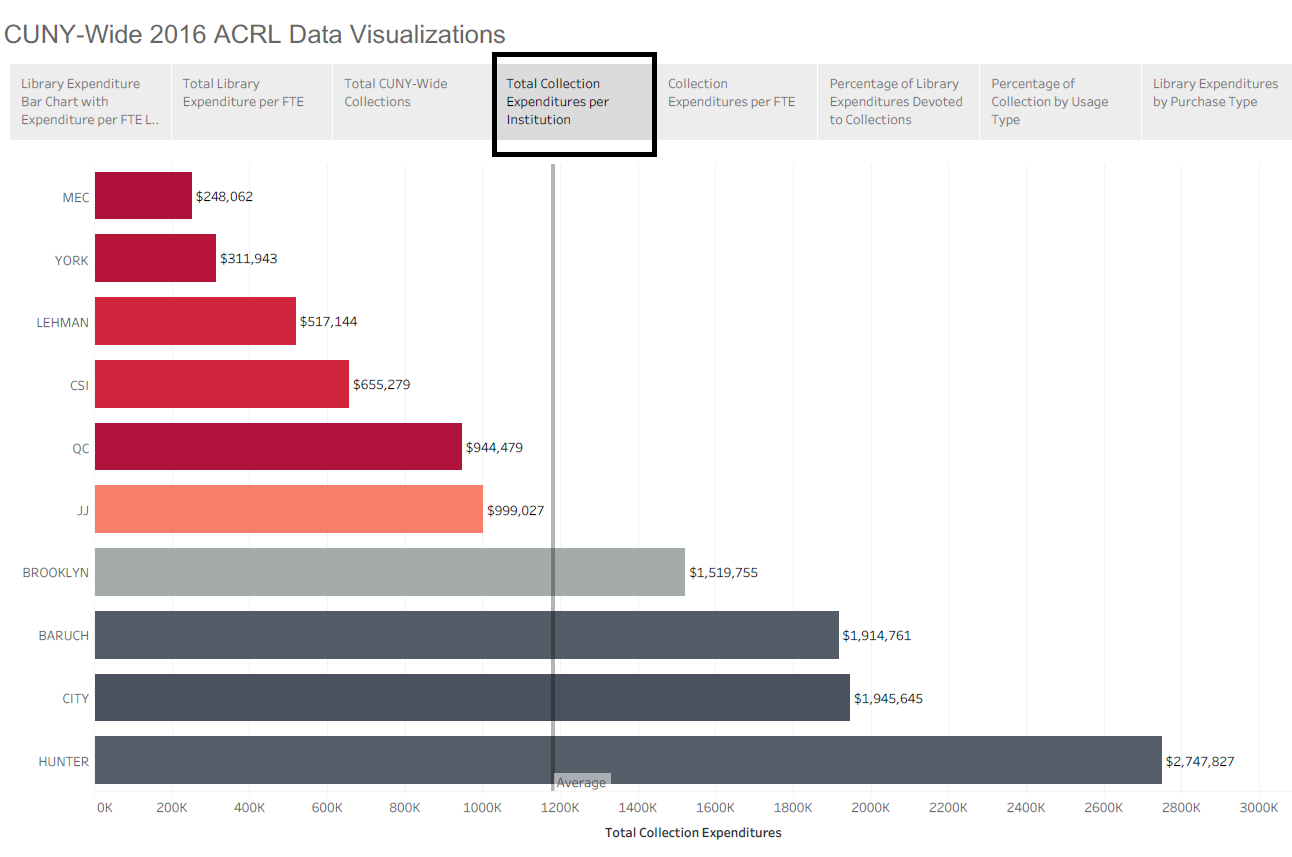 CUNY-Wide 2016 ACRL Data Visualizations
Library Expenditure
Bar Chart with
Expenditure per FTE L..
Total Library
Expenditure per FTE
Total CUNY-Wide
Collections
Total Collection
Expenditures per
Institution
Collection
Expenditures per FTE
Percentage of Library
Expenditures Devoted
to Collections
Percentage of
Collection by Usage
Type
Library Expenditures
by Purchase Type
MEC $248,062
YORK $311,943
LEHMAN $517,144
CSI $655,279
QC $944,479
JJ $999,027
BROOKLYN $1,519,755
BARUCH $1,914,761
CITY $1,945,645
HUNTER $2,747,827
Average
0K 200K 400K 600K 800K 1000K 1200K 1400K 1600K 1800K 2000K 2200K 2400K 2600K 2800K 3000K
Total Collection Expenditures